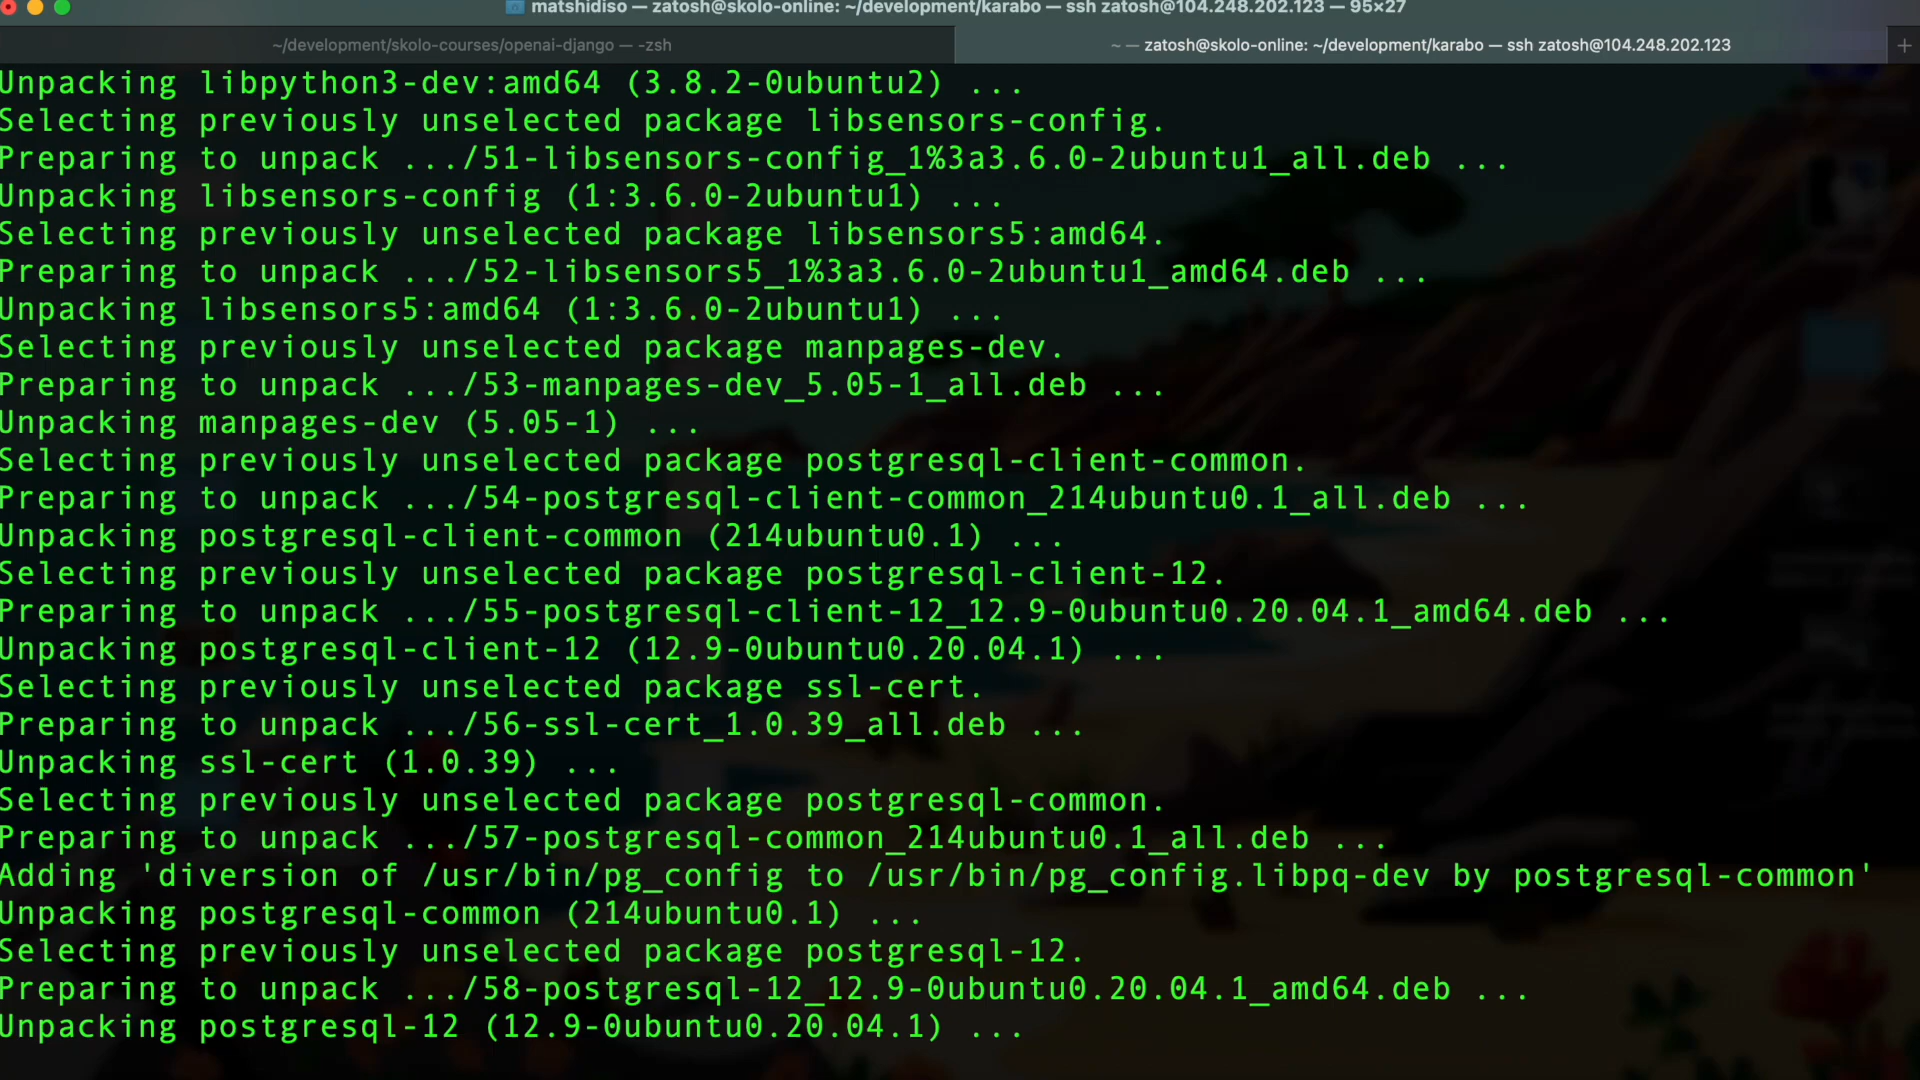 matshidiso — zatosh@skolo-online: ~/development/karabo — ssh zatosh@104.248.202.123 — 95×27
~/development/skolo-courses/openai-django — -zsh
~ — zatosh@skolo-online: ~/development/karabo — ssh zatosh@104.248.202.123
Unpacking libpython3-dev:amd64 (3.8.2-0ubuntu2) ...
Selecting previously unselected package libsensors-config.
Preparing to unpack .../51-libsensors-config_1%3a3.6.0-2ubuntu1_all.deb ...
Unpacking libsensors-config (1:3.6.0-2ubuntu1) ...
Selecting previously unselected package libsensors5:amd64.
Preparing to unpack .../52-libsensors5_1%3a3.6.0-2ubuntu1_amd64.deb ...
Unpacking libsensors5:amd64 (1:3.6.0-2ubuntu1) ...
Selecting previously unselected package manpages-dev.
Preparing to unpack .../53-manpages-dev_5.05-1_all.deb ...
Unpacking manpages-dev (5.05-1) ...
Selecting previously unselected package postgresql-client-common.
Preparing to unpack .../54-postgresql-client-common_214ubuntu0.1_all.deb ...
Unpacking postgresql-client-common (214ubuntu0.1) ...
Selecting previously unselected package postgresql-client-12.
Preparing to unpack .../55-postgresql-client-12_12.9-0ubuntu0.20.04.1_amd64.deb ...
Unpacking postgresql-client-12 (12.9-0ubuntu0.20.04.1) ...
Selecting previously unselected package ssl-cert.
Preparing to unpack .../56-ssl-cert_1.0.39_all.deb ...
Unpacking ssl-cert (1.0.39) ...
Selecting previously unselected package postgresql-common.
Preparing to unpack .../57-postgresql-common_214ubuntu0.1_all.deb ...
Adding 'diversion of /usr/bin/pg_config to /usr/bin/pg_config.libpq-dev by postgresql-common'
Unpacking postgresql-common (214ubuntu0.1) ...
Selecting previously unselected package postgresql-12.
Preparing to unpack .../58-postgresql-12_12.9-0ubuntu0.20.04.1_amd64.deb ...
Unpacking postgresql-12 (12.9-0ubuntu0.20.04.1) ...